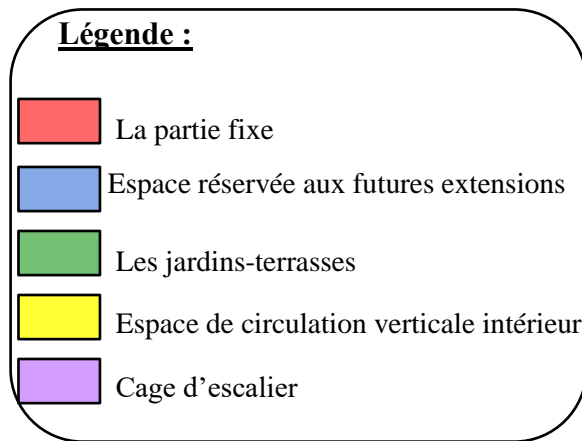 Légende :
La partie fixe
Espace réservée aux futures extensions
Les jardins-terrasses
Espace de circulation verticale intérieur
Cage d’escalier